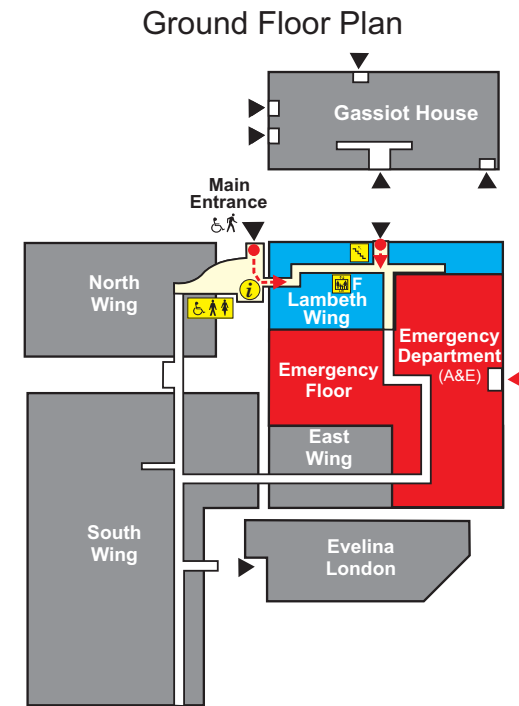 Ground Floor Plan
Gassiot House
Main
Entrance
North
Wing
i
F
Lambeth
Wing
Emergency
Department
(A&E)
Emergency
Floor
East
Wing
South
Wing
Evelina
London